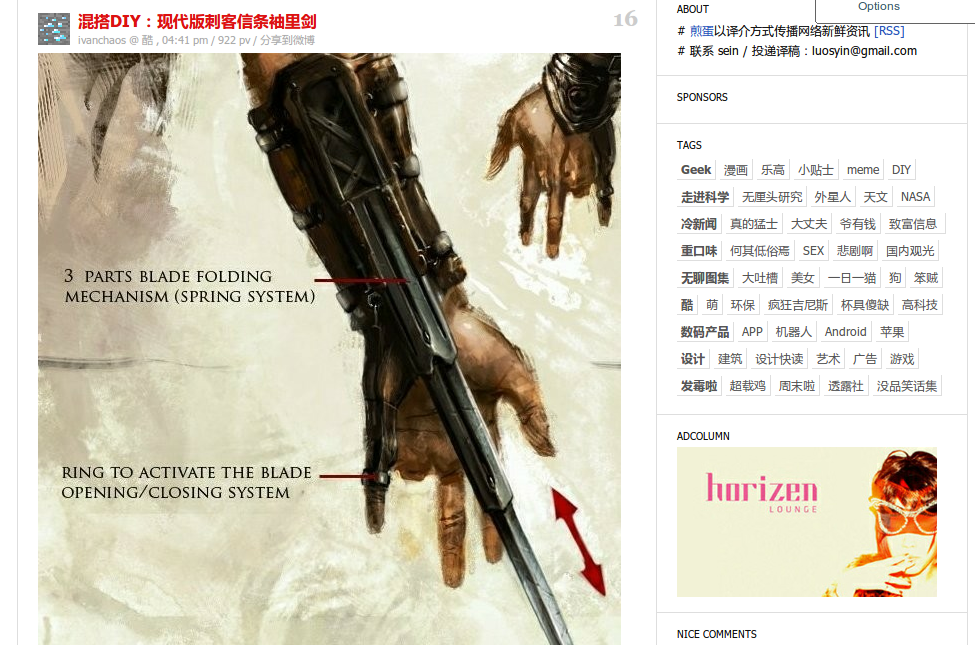 混搭DIY：现代版刺客信条袖里剑
16
ivanchaos @ 酷 , 04:41 pm / 922 pv / 分享到微博
3 PARTS BLADE FOLDING
MECHANISM (SPRING SYSTEM)
RING TO ACTIVATE THE BLADE
OPENING/CLOSING SYSTEM
Options
ABOUT
# 煎蛋以译介方式传播网络新鲜资讯 [RSS]
# 联系 sein / 投递译稿：luosyin@gmail.com
SPONSORS
TAGS
Geek 漫画 乐高 小贴士 meme DIY
走进科学 无厘头研究 外星人 天文 NASA
冷新闻 真的猛士 大丈夫 爷有钱 致富信息
重口味 何其低俗焉 SEX 悲剧啊 国内观光
无聊图集 大吐槽 美女 一日一猫 狗 笨贼
酷 萌 环保 疯狂吉尼斯 杯具傻缺 高科技
数码产品 APP 机器人 Android 苹果
设计 建筑 设计快读 艺术 广告 游戏
发霉啦 超载鸡 周末啦 透露社 没品笑话集
ADCOLUMN
horizen
LOUNGE
NICE COMMENTS